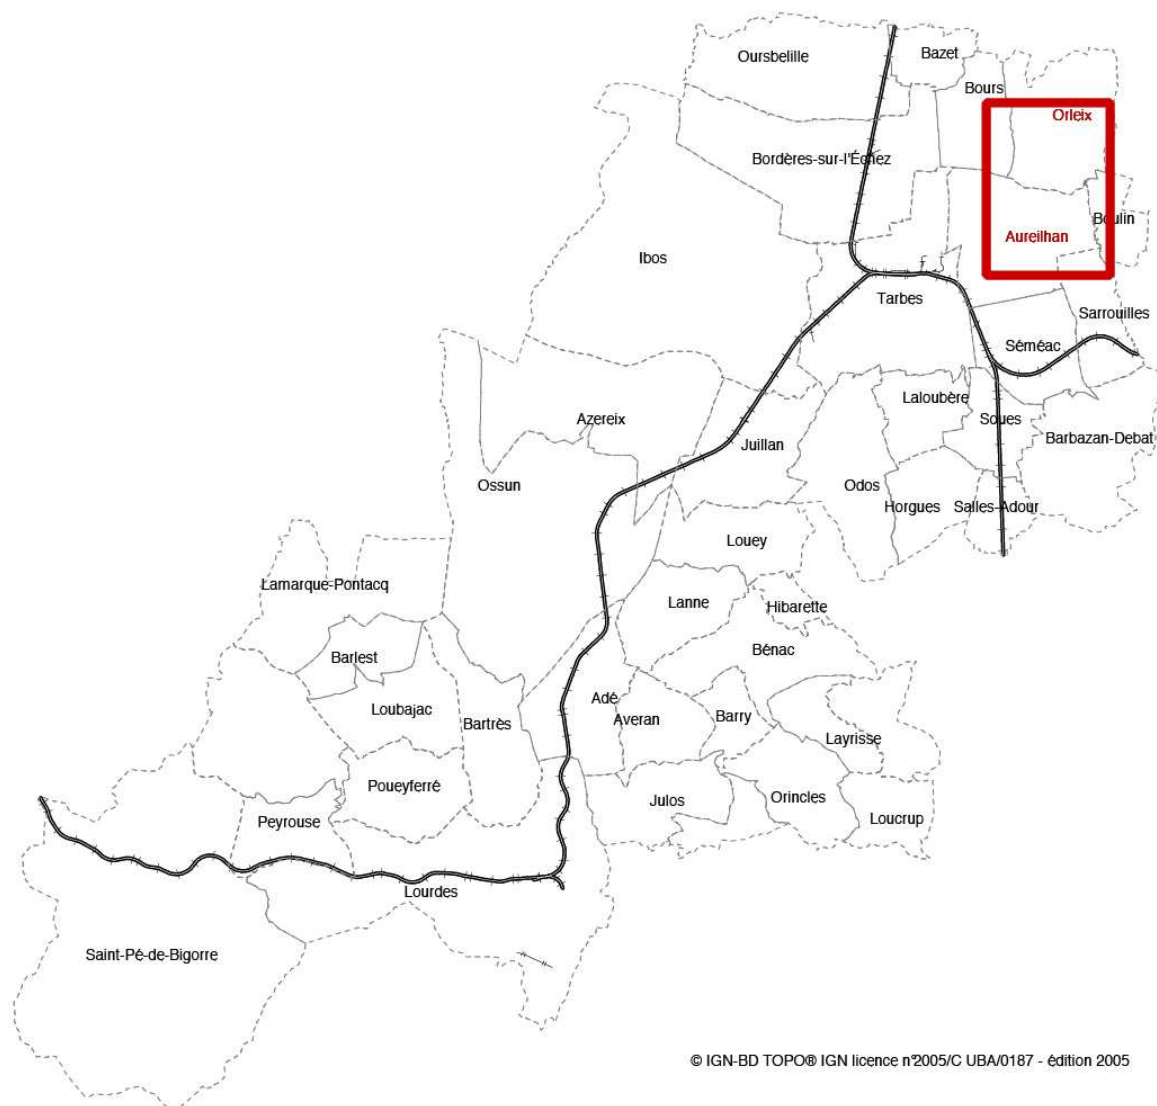 Oursbelille
Bazet
Bours
Orleix
Bordères-sur-l'Échez
Boulin
Aureilhan
Ibos
Tarbes
Sarrouilles
Séméac
Laloubère
Azereix
Soues
Juillan
Barbazan-Debat
Ossun
Odos
Horgues
Salles-Adour
Louey
Lamarque-Pontacq
Lanne
Hibarette
Barlest
Bénac
Adé
Loubajac
Bartrès
Averan
Barry
Layrisse
Poueyferré
Julos
Orincles
Peyrouse
Loucrup
Lourdes
Saint-Pé-de-Bigorre
© IGN-BD TOPO® IGN licence n°2005/C UBA/0187 - édition 2005